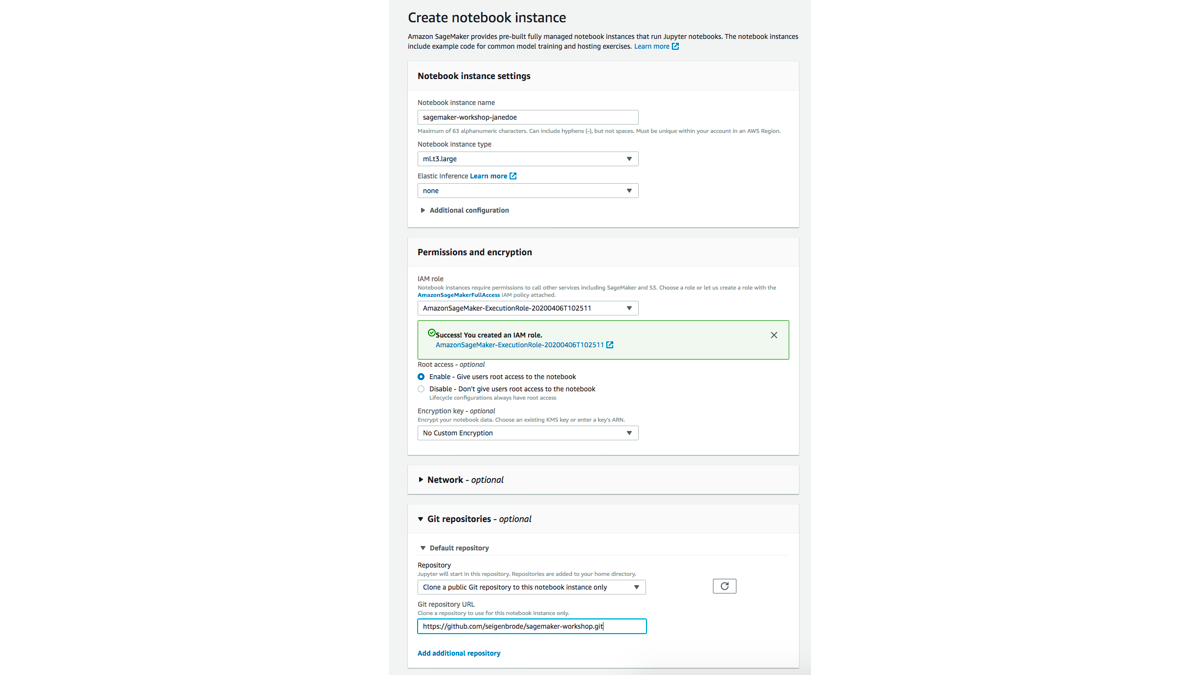 Create notebook instance
Amazon SageMaker provides pre-built fully managed notebook instances that run Jupyter notebooks. The notebook instances
include example code for common model training and hosting exercises. Learn more
Notebook instance settings
Notebook instance name
sagemaker-workshop-janedoe
Maximum of 63 alphanumeric characters. Can include hyphens (-), but not spaces. Must be unique within your account in an AWS Region.
Notebook instance type
ml.t3.large
Elastic Inference Learn more
none
Additional configuration
Permissions and encryption
IAM role
Notebook instances require permissions to call other services including SageMaker and S3. Choose a role or let us create a role with the
AmazonSageMakerFullAccess IAM policy attached.
AmazonSageMaker-ExecutionRole-20200406T102511
Success! You created an IAM role.
AmazonSageMaker-ExecutionRole-20200406T102511
Root access - optional
Enable - Give users root access to the notebook
Disable - Don't give users root access to the notebook
Lifecycle configurations always have root access
Encryption key - optional
Encrypt your notebook data. Choose an existing KMS key or enter a key's ARN.
No Custom Encryption
Network - optional
Git repositories - optional
Default repository
Repository
Jupyter will start in this repository. Repositories are added to your home directory.
Clone a public Git repository to this notebook instance only
Git repository URL
Clone a repository to use for this notebook instance only.
https://github.com/seigenbrode/sagemaker-workshop.git
Add additional repository